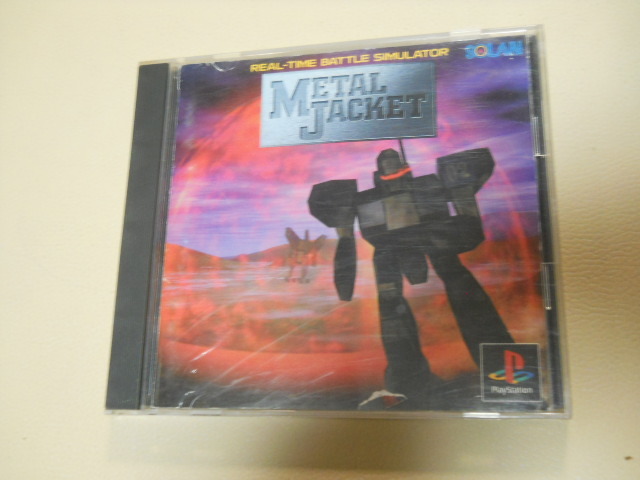 REAL-TIME BATTLE SIMULATOR
SOLAN
METAL
JACKET
PlayStation